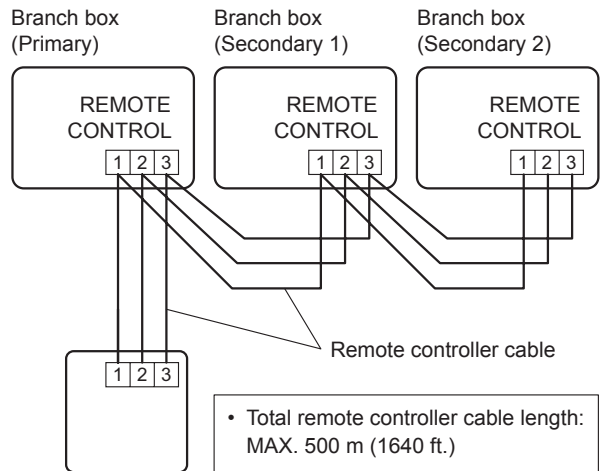 Branch box
(Primary)
Branch box
(Secondary 1)
Branch box
(Secondary 2)
REMOTE
CONTROL
1 2 3
REMOTE
CONTROL
1 2 3
REMOTE
CONTROL
1 2 3
Remote controller cable
1 2 3
• Total remote controller cable length:
MAX. 500 m (1640 ft.)